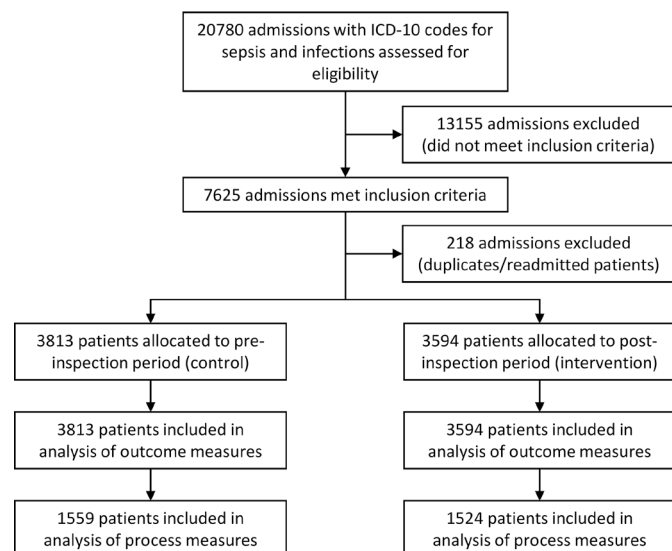 20780 admissions with ICD-10 codes for
sepsis and infections assessed for
eligibility
13155 admissions excluded
(did not meet inclusion criteria)
7625 admissions met inclusion criteria
218 admissions excluded
(duplicates/readmitted patients)
3813 patients allocated to pre-
inspection period (control)
3594 patients allocated to post-
inspection period (intervention)
3813 patients included in
analysis of outcome measures
3594 patients included in
analysis of outcome measures
1559 patients included in
analysis of process measures
1524 patients included in
analysis of process measures